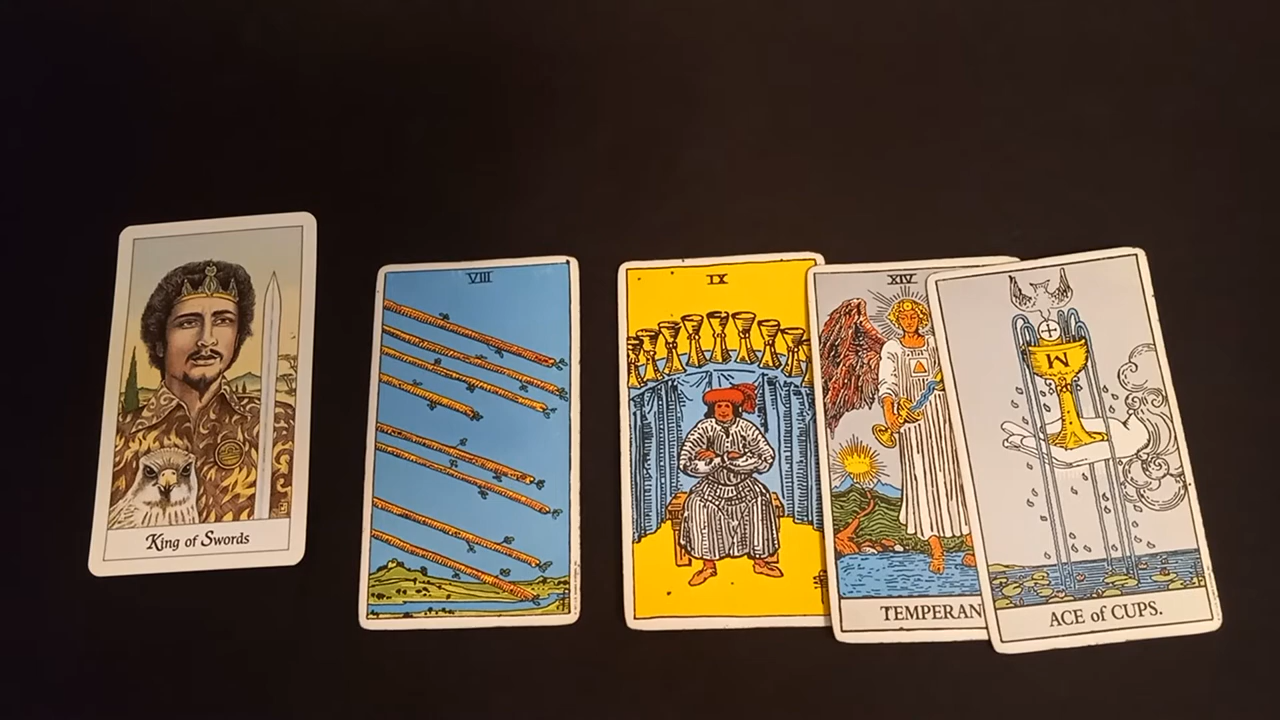 King of Swords
VIII
IX
XIV
TEMPERAN
M
ACE of CUPS.